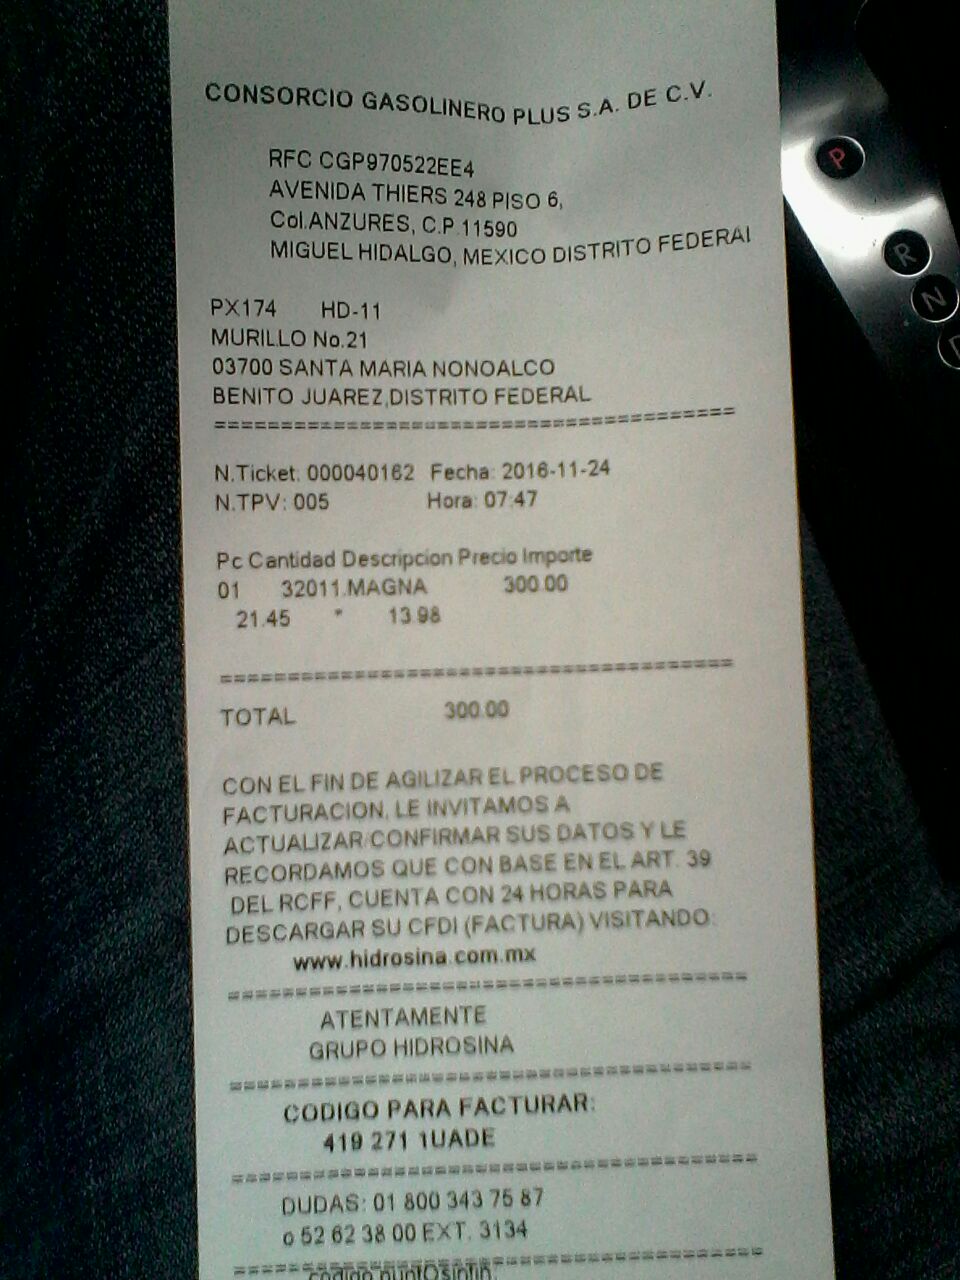 CONSORCIO GASOLINERO PLUS S.A. DE C.V.
RFC CGP970522EE4
AVENIDA THIERS 248 PISO 6,
Col.ANZURES, C.P.11590
MIGUEL HIDALGO, MEXICO DISTRITO FEDERAl
PX174 HD-11
MURILLO No.21
03700 SANTA MARIA NONOALCO
BENITO JUAREZ,DISTRITO FEDERAL
=======================================
N.Ticket: 000040162 Fecha: 2016-11-24
N.TPV: 005 Hora: 07:47
Pc Cantidad Descripcion Precio Importe
01 32011.MAGNA 300.00
21.45 * 13.98
=======================================
TOTAL 300.00
CON EL FIN DE AGILIZAR EL PROCESO DE
FACTURACION, LE INVITAMOS A
ACTUALIZAR/CONFIRMAR SUS DATOS Y LE
RECORDAMOS QUE CON BASE EN EL ART. 39
DEL RCFF, CUENTA CON 24 HORAS PARA
DESCARGAR SU CFDI (FACTURA) VISITANDO:
www.hidrosina.com.mx
=======================================
ATENTAMENTE
GRUPO HIDROSINA
=======================================
CODIGO PARA FACTURAR:
419 271 1UADE
=======================================
DUDAS: 01 800 343 75 87
o 52 62 38 00 EXT. 3134
=======================================
codigo puntQsinfin:
P
R
N